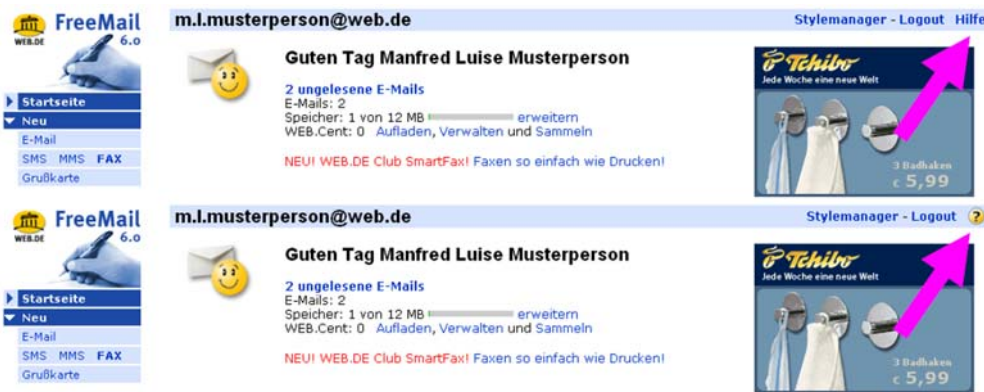 WEB.DE FreeMail 6.0
m.l.musterperson@web.de
Stylemanager - Logout Hilfe
Guten Tag Manfred Luise Musterperson
2 ungelesene E-Mails
E-Mails: 2
Speicher: 1 von 12 MB erweitern
WEB.Cent: 0 Aufladen, Verwalten und Sammeln
NEU! WEB.DE Club SmartFax! Faxen so einfach wie Drucken!
Startseite
Neu
E-Mail
SMS MMS FAX
Grußkarte
Tchibo
Jede Woche eine neue Welt
3 Badhaken
€ 5,99
WEB.DE FreeMail 6.0
m.l.musterperson@web.de
Stylemanager - Logout ?
Guten Tag Manfred Luise Musterperson
2 ungelesene E-Mails
E-Mails: 2
Speicher: 1 von 12 MB erweitern
WEB.Cent: 0 Aufladen, Verwalten und Sammeln
NEU! WEB.DE Club SmartFax! Faxen so einfach wie Drucken!
Startseite
Neu
E-Mail
SMS MMS FAX
Grußkarte
Tchibo
Jede Woche eine neue Welt
3 Badhaken
€ 5,99